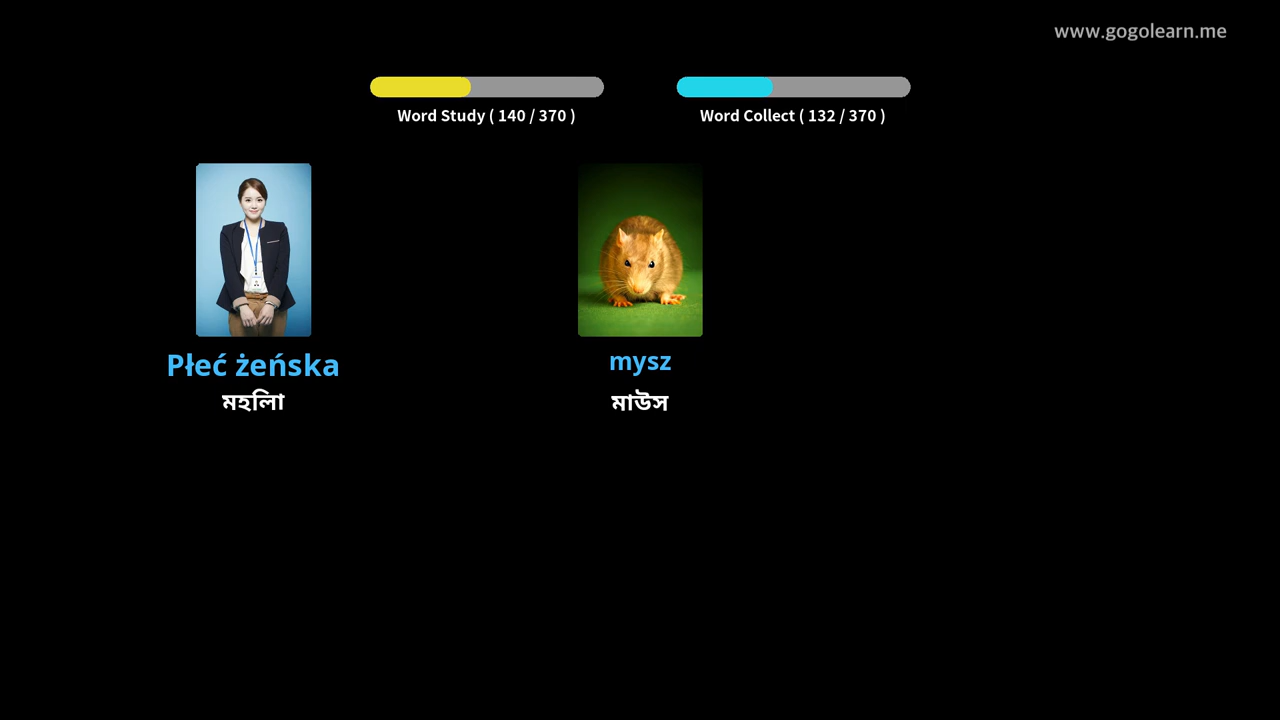 www.gogolearn.me
Word Study ( 140 / 370 )
Word Collect ( 132 / 370 )
Płeć żeńska
মহিলা
mysz
মাউস